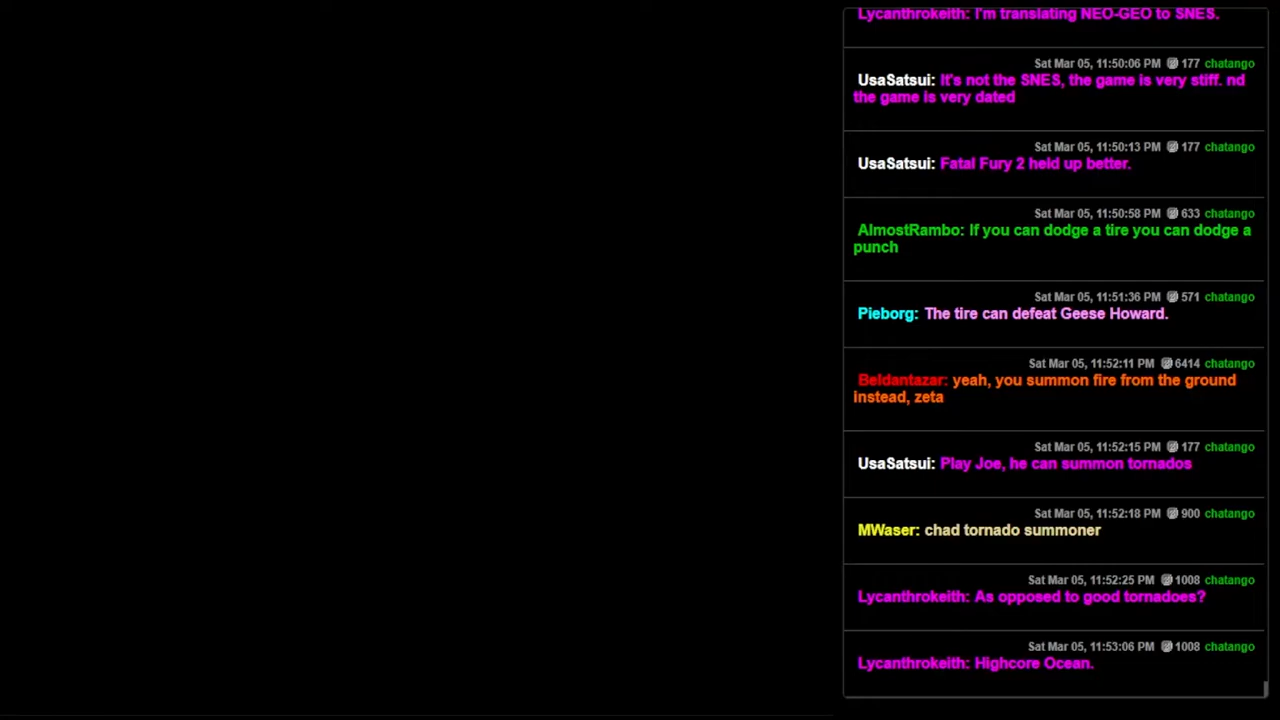 Lycanthrokeith: I'm translating NEO-GEO to SNES.
Sat Mar 05, 11:50:06 PM 177 chatango
UsaSatsui: It's not the SNES, the game is very stiff. nd
the game is very dated
Sat Mar 05, 11:50:13 PM 177 chatango
UsaSatsui: Fatal Fury 2 held up better.
Sat Mar 05, 11:50:58 PM 633 chatango
AlmostRambo: If you can dodge a tire you can dodge a
punch
Sat Mar 05, 11:51:36 PM 571 chatango
Pieborg: The tire can defeat Geese Howard.
Sat Mar 05, 11:52:11 PM 6414 chatango
Beldantazar: yeah, you summon fire from the ground
instead, zeta
Sat Mar 05, 11:52:15 PM 177 chatango
UsaSatsui: Play Joe, he can summon tornados
Sat Mar 05, 11:52:18 PM 900 chatango
MWaser: chad tornado summoner
Sat Mar 05, 11:52:25 PM 1008 chatango
Lycanthrokeith: As opposed to good tornadoes?
Sat Mar 05, 11:53:06 PM 1008 chatango
Lycanthrokeith: Highcore Ocean.